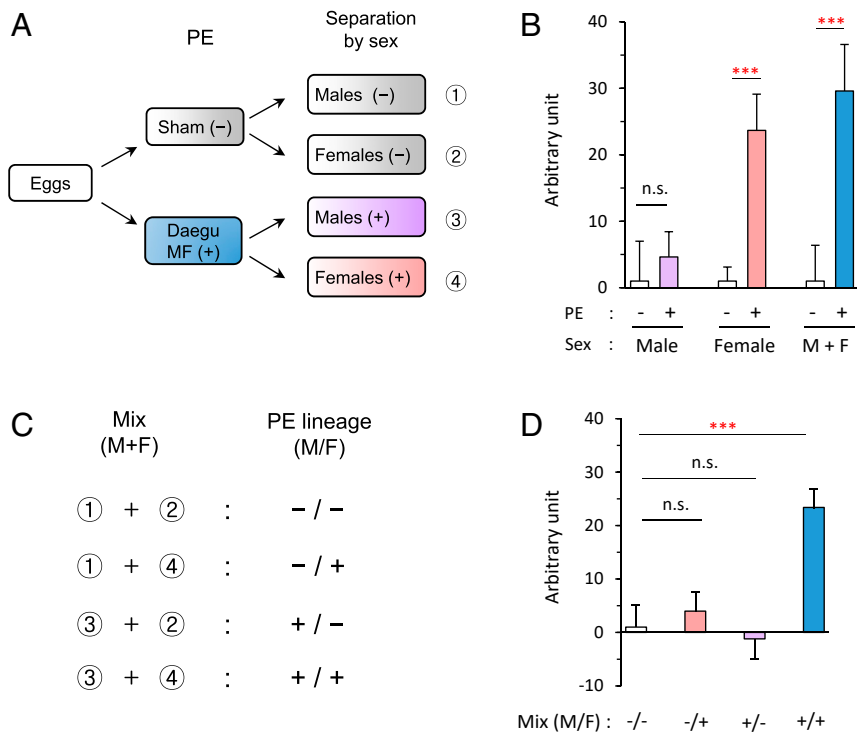 A
PE
Separation
by sex
Eggs
Sham (−)
Daegu
MF (+)
Males (−)
①
Females (−)
②
Males (+)
③
Females (+)
④
B
Arbitrary unit
40
30
20
10
0
n.s.
***
***
PE : - + - + - +
Sex : Male Female M + F
C
Mix
(M+F)
PE lineage
(M/F)
① + ② : − / −
① + ④ : − / +
③ + ② : + / −
③ + ④ : + / +
D
Arbitrary unit
40
30
20
10
0
-10
***
n.s.
n.s.
Mix (M/F) : -/- -/+ +/- +/+